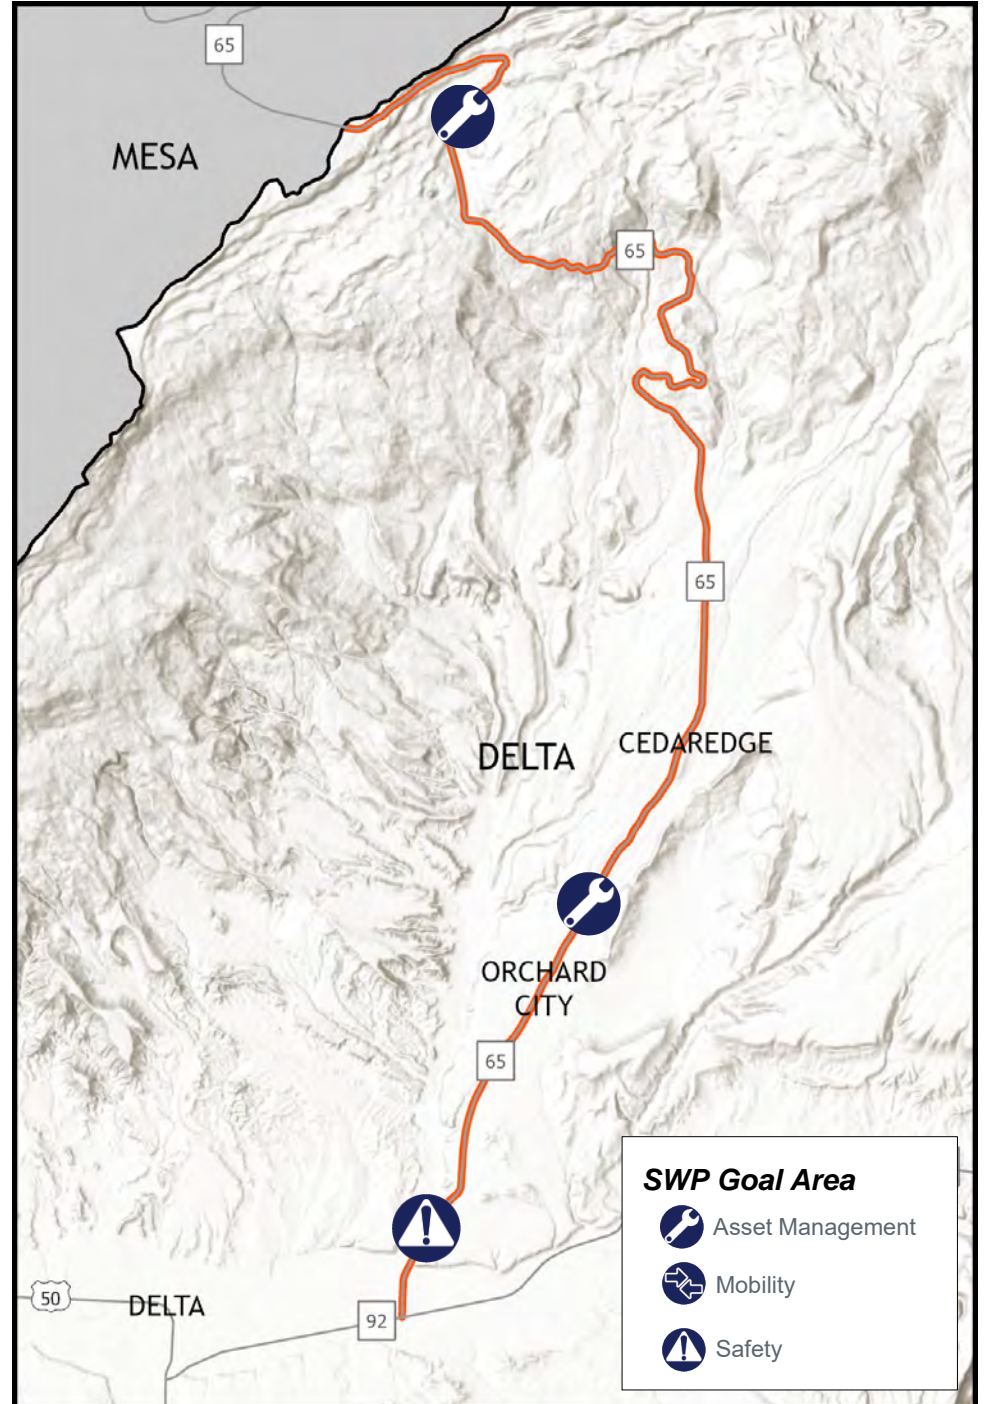 65
MESA
65
65
CEDAREDGE
DELTA
ORCHARD
CITY
65
50
DELTA
92
SWP Goal Area
Asset Management
Mobility
Safety